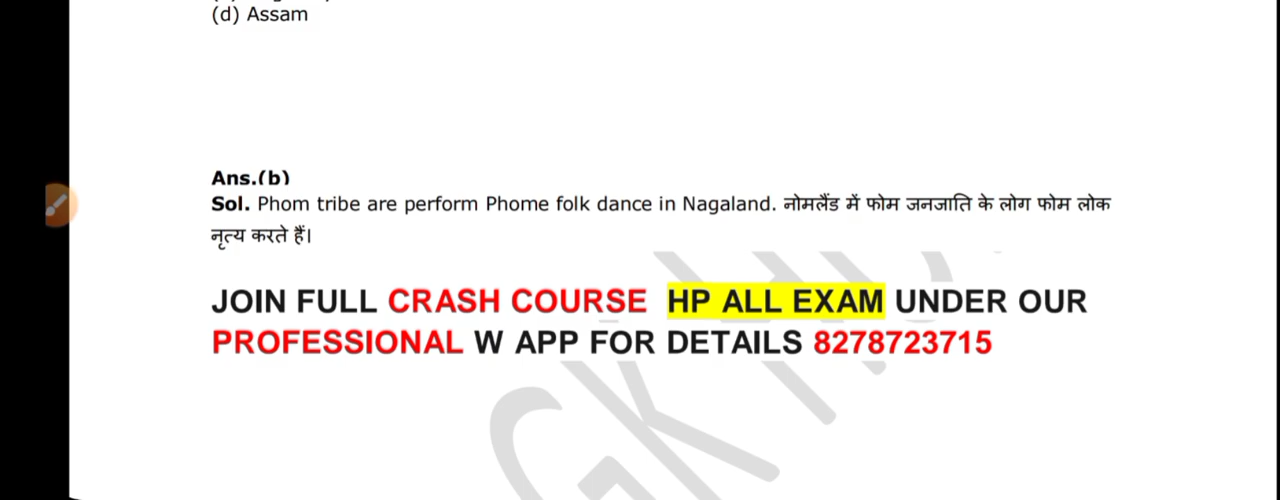 (d) Assam
Ans.(b)
Sol. Phom tribe are perform Phome folk dance in Nagaland. नोमलैंड में फोम जनजाति के लोग फोम लोक
नृत्य करते हैं।
JOIN FULL CRASH COURSE HP ALL EXAM UNDER OUR
PROFESSIONAL W APP FOR DETAILS 8278723715
GK